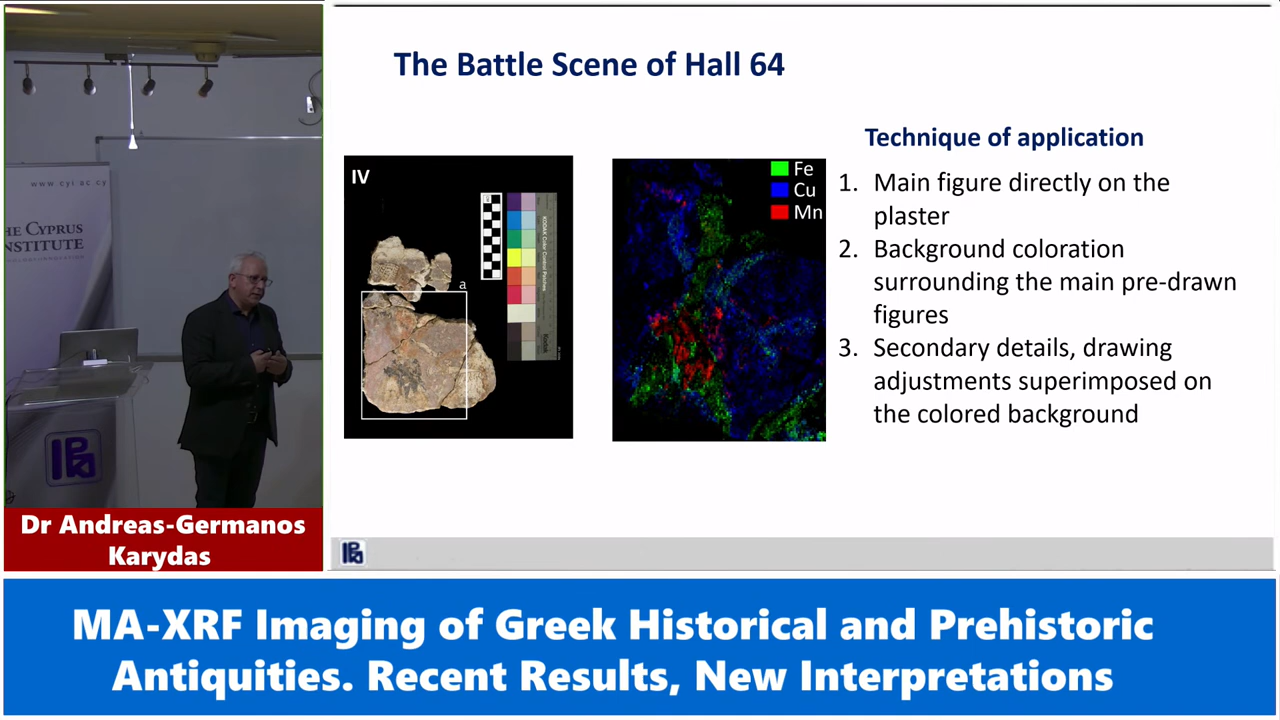 The Battle Scene of Hall 64
Technique of application
1. Main figure directly on the
plaster
2. Background coloration
surrounding the main pre-drawn
figures
3. Secondary details, drawing
adjustments superimposed on
the colored background
IV
a
Fe
Cu
Mn
www.cyi.ac.cy
HE CYPRUS
NSTITUTE
Dr Andreas-Germanos
Karydas
MA-XRF Imaging of Greek Historical and Prehistoric
Antiquities. Recent Results, New Interpretations